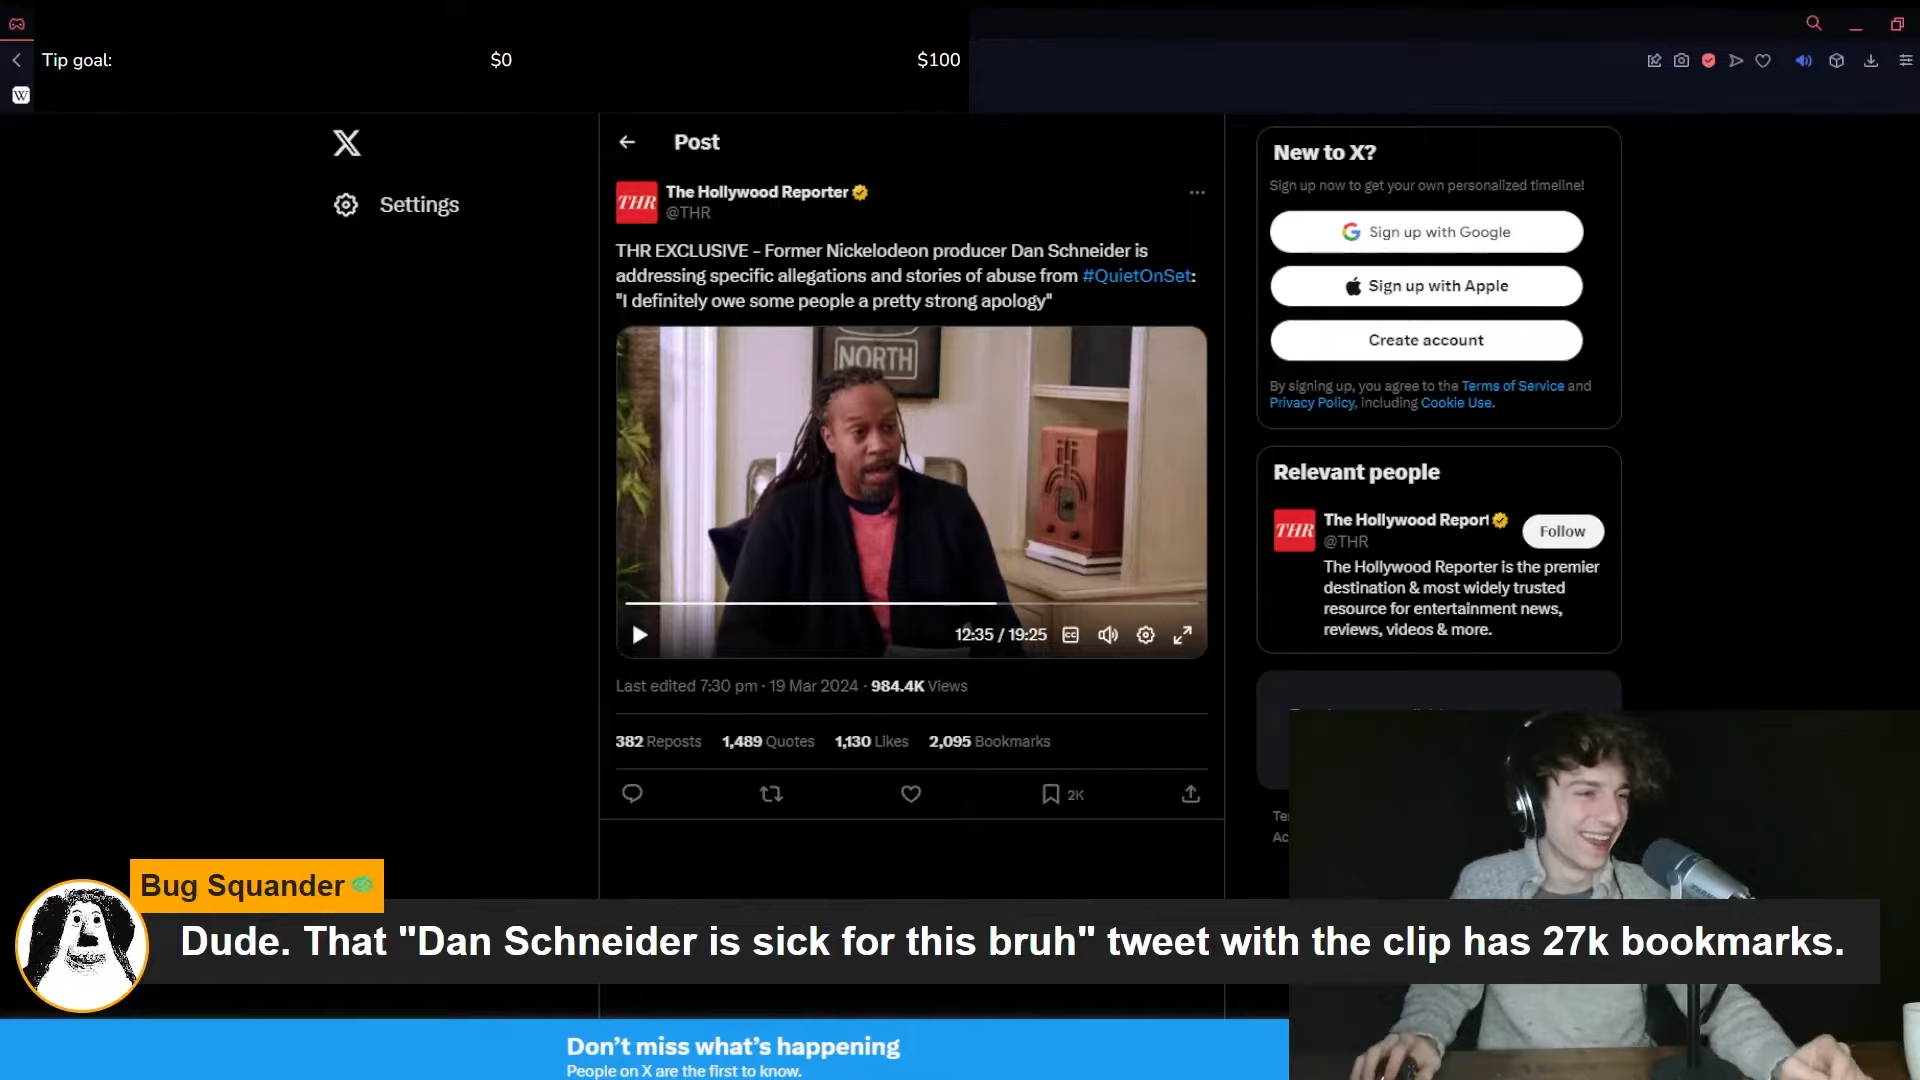 Tip goal:
$0
$100
W
Settings
Post
THR
The Hollywood Reporter
@THR
THR EXCLUSIVE - Former Nickelodeon producer Dan Schneider is
addressing specific allegations and stories of abuse from #QuietOnSet:
"I definitely owe some people a pretty strong apology"
NORTH
12:35 / 19:25
CC
Last edited 7:30 pm · 19 Mar 2024 · 984.4K Views
382 Reposts 1,489 Quotes 1,130 Likes 2,095 Bookmarks
2K
New to X?
Sign up now to get your own personalized timeline!
Sign up with Google
Sign up with Apple
Create account
By signing up, you agree to the Terms of Service and
Privacy Policy, including Cookie Use.
Relevant people
THR
The Hollywood Report
@THR
Follow
The Hollywood Reporter is the premier
destination & most widely trusted
resource for entertainment news,
reviews, videos & more.
Bug Squander
Dude. That "Dan Schneider is sick for this bruh" tweet with the clip has 27k bookmarks.
Don't miss what's happening
People on X are the first to know.